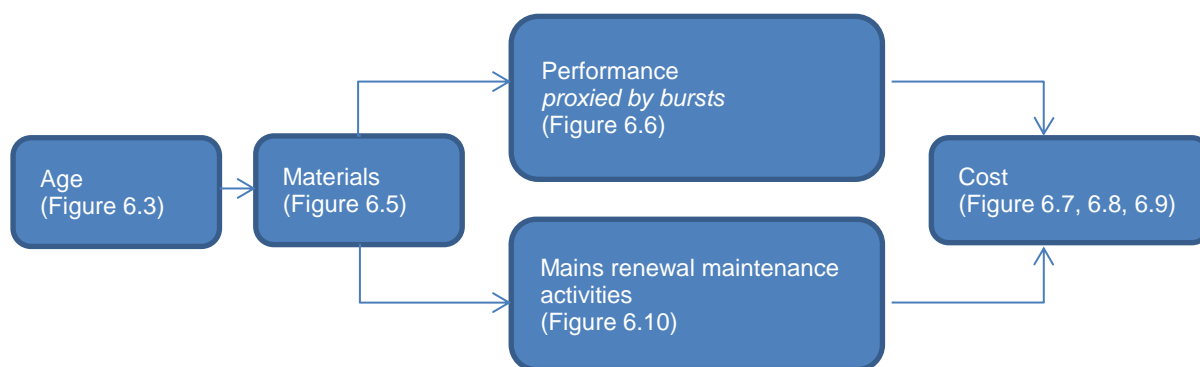 Age
(Figure 6.3)
Materials
(Figure 6.5)
Performance
proxied by bursts
(Figure 6.6)
Mains renewal maintenance
activities
(Figure 6.10)
Cost
(Figure 6.7, 6.8, 6.9)